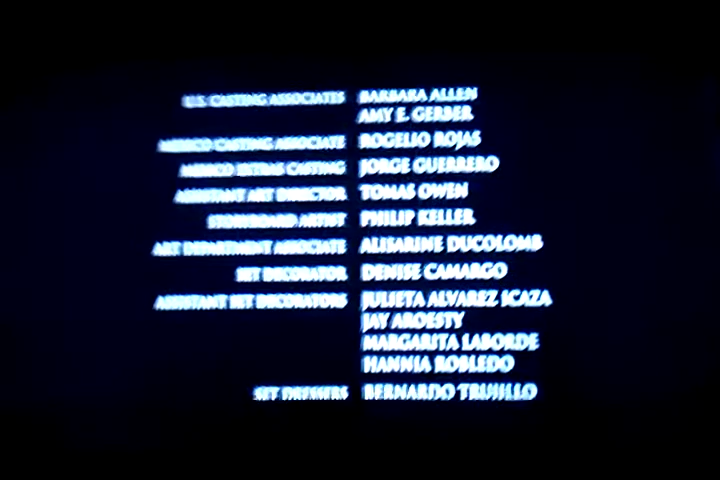 U.S. CASTING ASSOCIATES BARBARA ALLEN
AMY E. GERBER
MEXICO CASTING ASSOCIATE ROGELIO ROJAS
MEXICO EXTRAS CASTING JORGE GUERRERO
ASSISTANT ART DIRECTOR TOMAS OWEN
STORYBOARD ARTIST PHILIP KELLER
ART DEPARTMENT ASSOCIATE ALISARINE DUCOLOMB
SET DECORATOR DENISE CAMARGO
ASSISTANT SET DECORATORS JULIETA ALVAREZ ICAZA
JAY AROESTY
MARGARITA LABORDE
HANNIA ROBLEDO
SET DRESSERS BERNARDO TRUJILLO